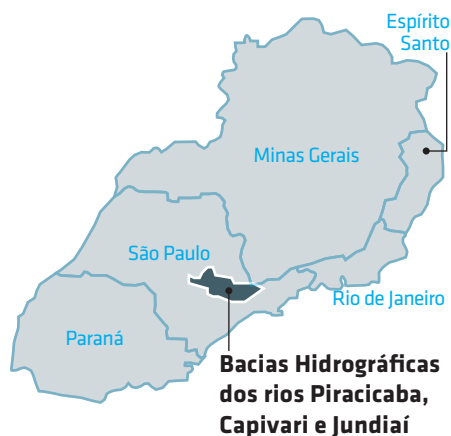 Espírito
Santo
Minas Gerais
São Paulo
Rio de Janeiro
Paraná
Bacias Hidrográficas
dos rios Piracicaba,
Capivari e Jundiaí